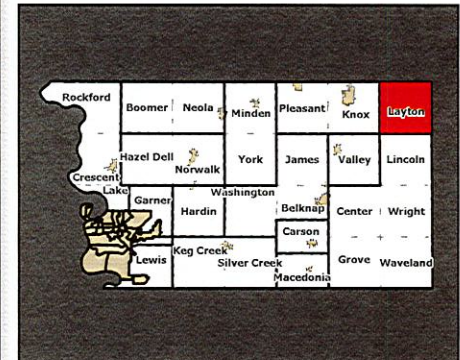 Rockford
Boomer Neola Minden Pleasant Knox Layton
Hazel Dell Norwalk York James Valley Lincoln
Crescent
Lake Garner Hardin Washington Belknap Center Wright
Carson
Lewis Keg Creek Silver Creek Macedonia Grove Waveland